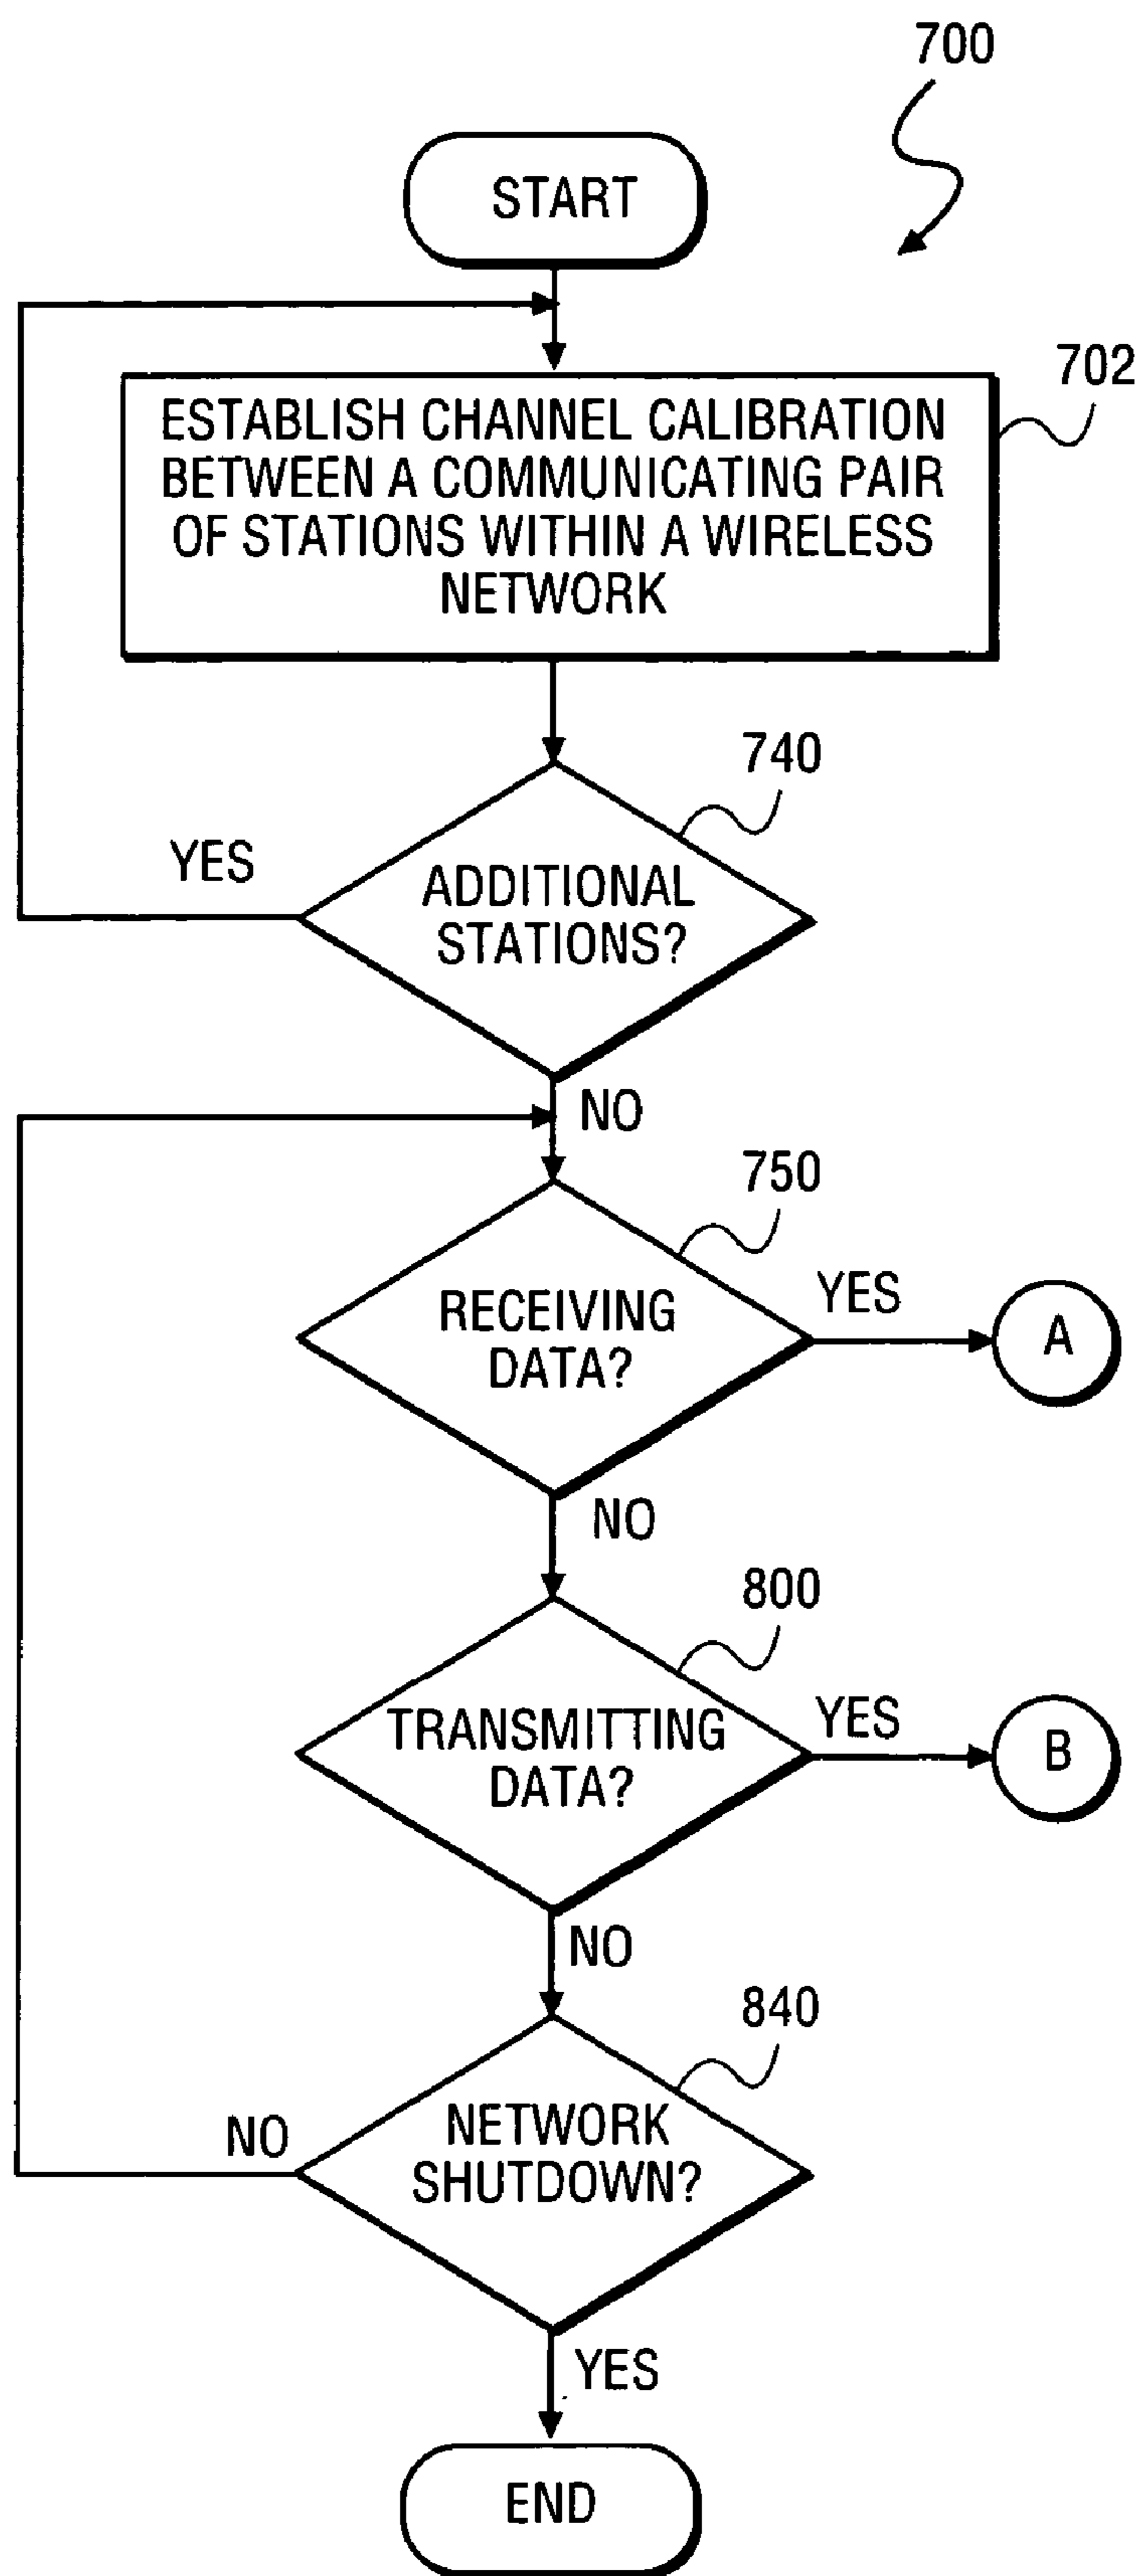 700
START
702
ESTABLISH CHANNEL CALIBRATION
BETWEEN A COMMUNICATING PAIR
OF STATIONS WITHIN A WIRELESS
NETWORK
740
YES
ADDITIONAL
STATIONS?
NO
750
RECEIVING
DATA?
YES
A
NO
800
TRANSMITTING
DATA?
YES
B
NO
840
NO
NETWORK
SHUTDOWN?
YES
END